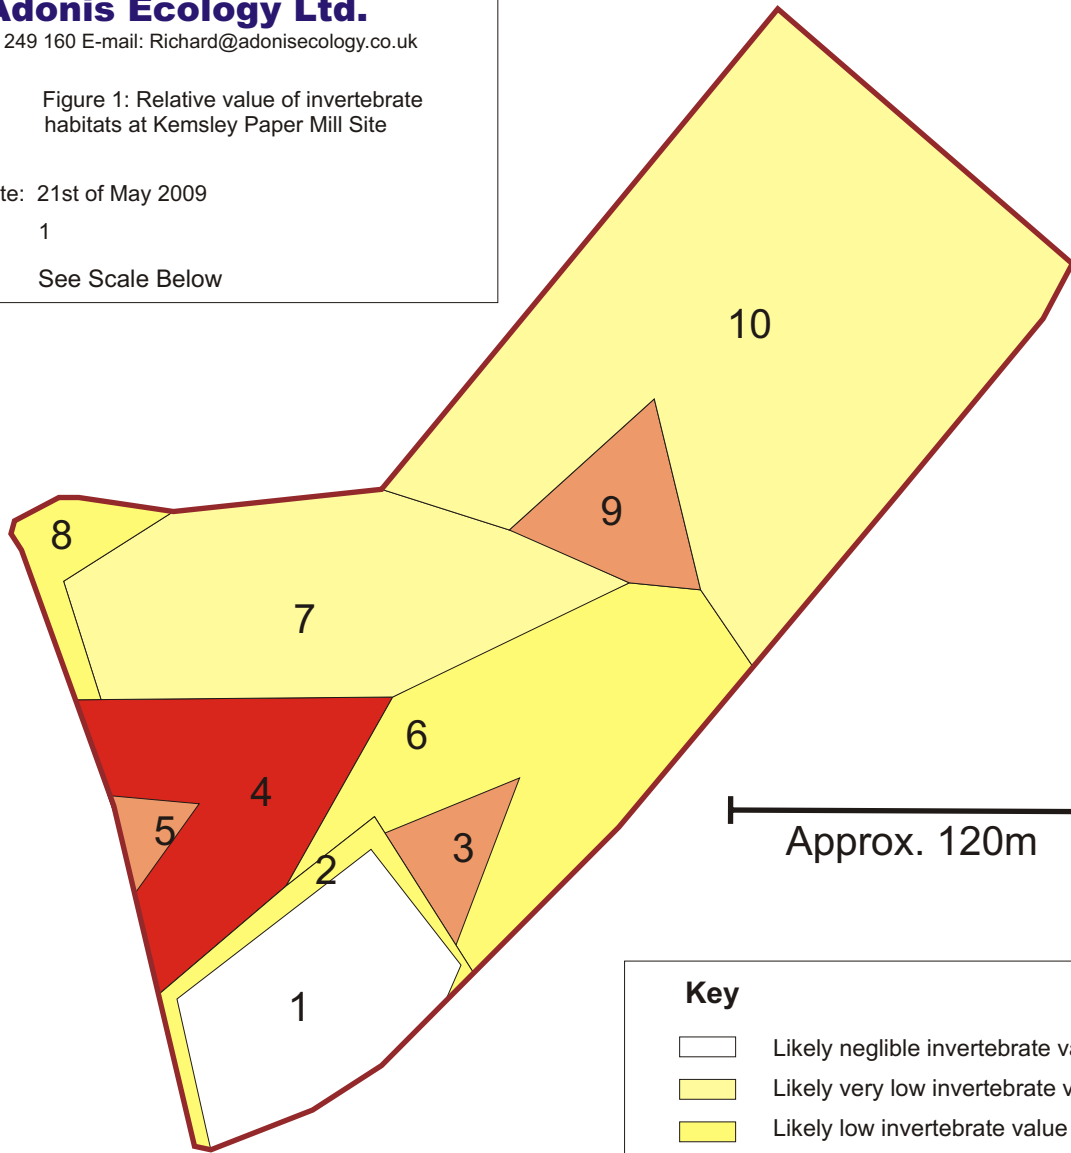 Adonis Ecology Ltd.
249 160 E-mail: Richard@adonisecology.co.uk
Figure 1: Relative value of invertebrate
habitats at Kemsley Paper Mill Site
te: 21st of May 2009
1
See Scale Below
10
9
8
7
6
4
5
3
2
1
Approx. 120m
Key
Likely neglible invertebrate va
Likely very low invertebrate v
Likely low invertebrate value